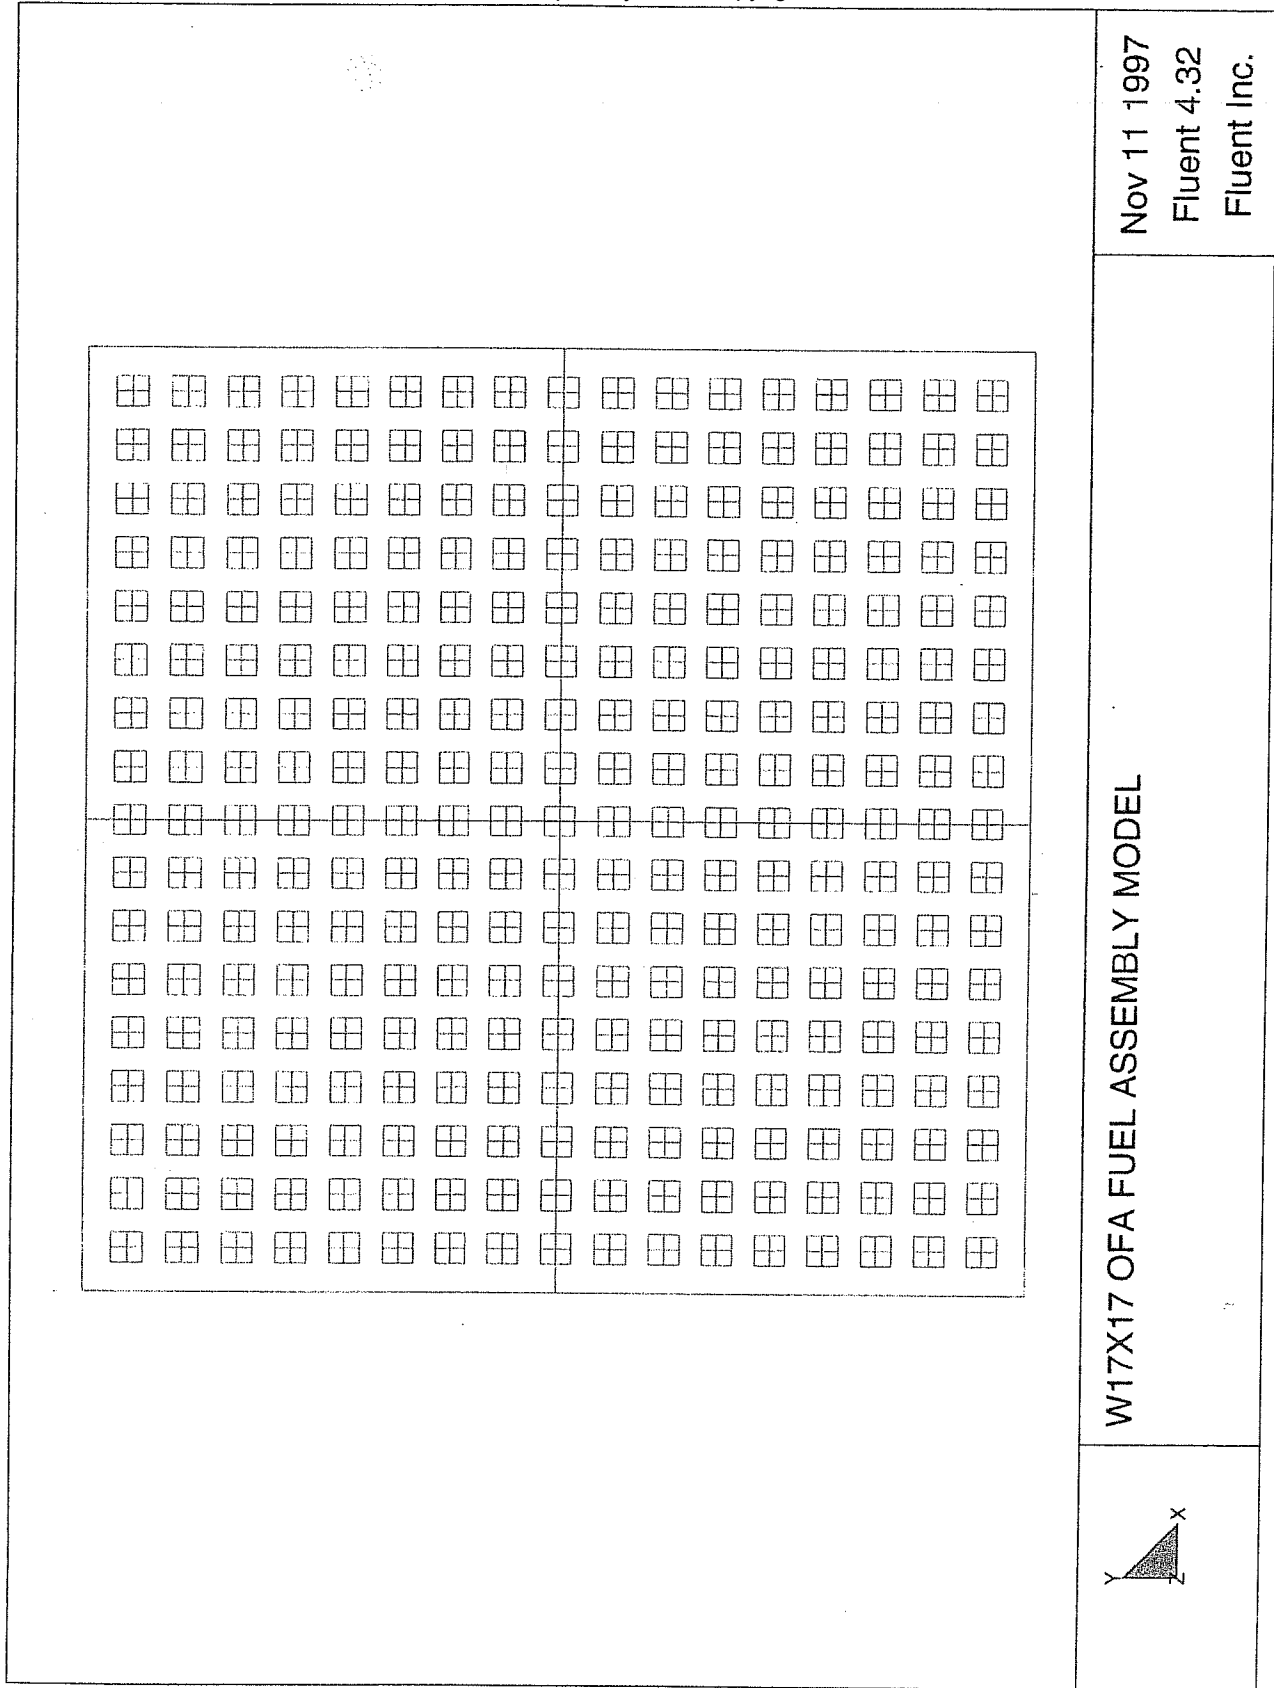 Nov 11 1997
Fluent 4.32
Fluent Inc.
W17X17 OFA FUEL ASSEMBLY MODEL
Y
Z
X